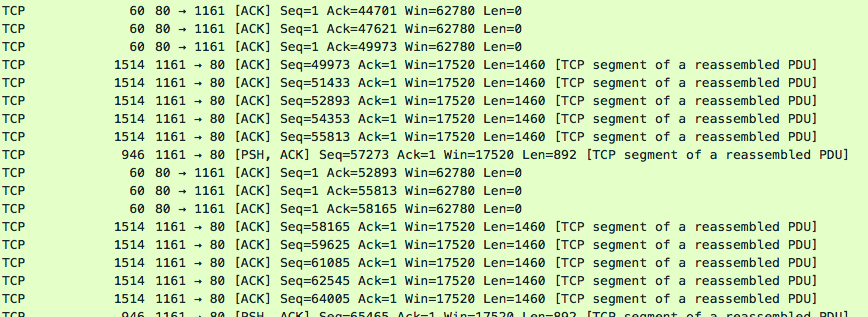 TCP 60 80 → 1161 [ACK] Seq=1 Ack=44701 Win=62780 Len=0
TCP 60 80 → 1161 [ACK] Seq=1 Ack=47621 Win=62780 Len=0
TCP 60 80 → 1161 [ACK] Seq=1 Ack=49973 Win=62780 Len=0
TCP 1514 1161 → 80 [ACK] Seq=49973 Ack=1 Win=17520 Len=1460 [TCP segment of a reassembled PDU]
TCP 1514 1161 → 80 [ACK] Seq=51433 Ack=1 Win=17520 Len=1460 [TCP segment of a reassembled PDU]
TCP 1514 1161 → 80 [ACK] Seq=52893 Ack=1 Win=17520 Len=1460 [TCP segment of a reassembled PDU]
TCP 1514 1161 → 80 [ACK] Seq=54353 Ack=1 Win=17520 Len=1460 [TCP segment of a reassembled PDU]
TCP 1514 1161 → 80 [ACK] Seq=55813 Ack=1 Win=17520 Len=1460 [TCP segment of a reassembled PDU]
TCP 946 1161 → 80 [PSH, ACK] Seq=57273 Ack=1 Win=17520 Len=892 [TCP segment of a reassembled PDU]
TCP 60 80 → 1161 [ACK] Seq=1 Ack=52893 Win=62780 Len=0
TCP 60 80 → 1161 [ACK] Seq=1 Ack=55813 Win=62780 Len=0
TCP 60 80 → 1161 [ACK] Seq=1 Ack=58165 Win=62780 Len=0
TCP 1514 1161 → 80 [ACK] Seq=58165 Ack=1 Win=17520 Len=1460 [TCP segment of a reassembled PDU]
TCP 1514 1161 → 80 [ACK] Seq=59625 Ack=1 Win=17520 Len=1460 [TCP segment of a reassembled PDU]
TCP 1514 1161 → 80 [ACK] Seq=61085 Ack=1 Win=17520 Len=1460 [TCP segment of a reassembled PDU]
TCP 1514 1161 → 80 [ACK] Seq=62545 Ack=1 Win=17520 Len=1460 [TCP segment of a reassembled PDU]
TCP 1514 1161 → 80 [ACK] Seq=64005 Ack=1 Win=17520 Len=1460 [TCP segment of a reassembled PDU]
TCP 946 1161 → 80 [PSH, ACK] Seq=65465 Ack=1 Win=17520 Len=892 [TCP segment of a reassembled PDU]